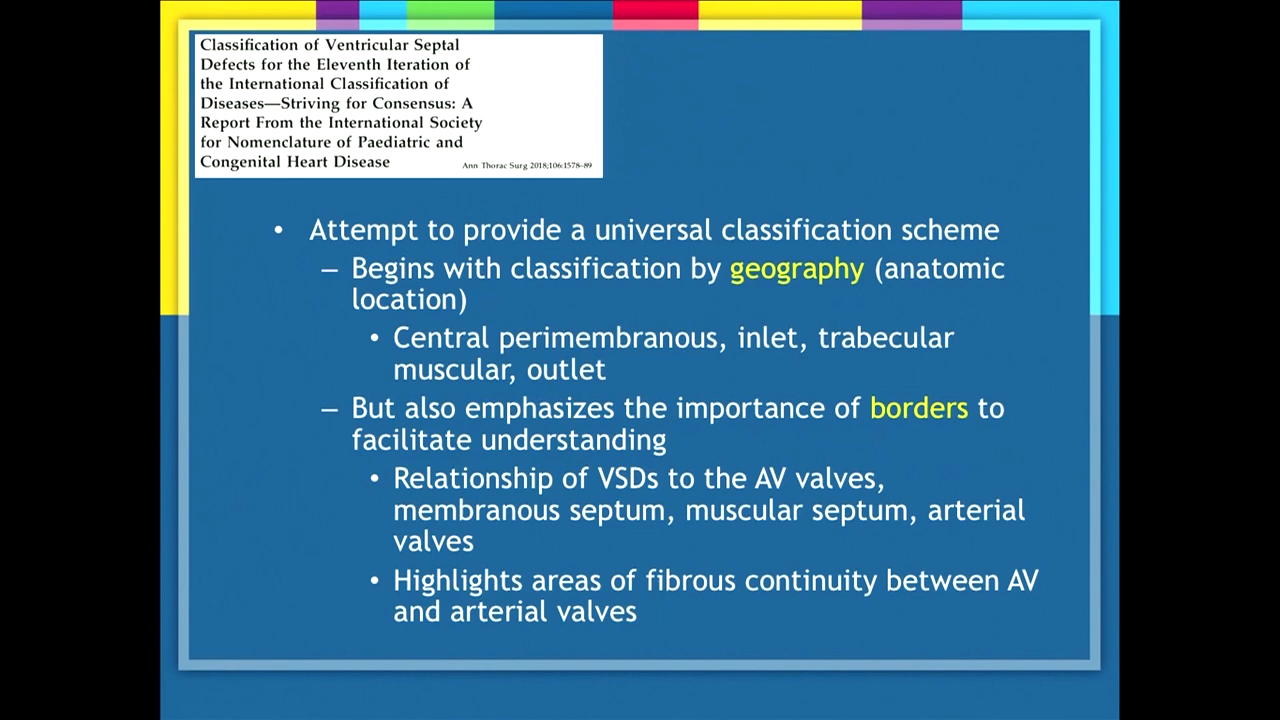 Classification of Ventricular Septal
Defects for the Eleventh Iteration of
the International Classification of
Diseases—Striving for Consensus: A
Report From the International Society
for Nomenclature of Paediatric and
Congenital Heart Disease
Ann Thorac Surg 2018;106:1578–89
• Attempt to provide a universal classification scheme
– Begins with classification by geography (anatomic
location)
• Central perimembranous, inlet, trabecular
muscular, outlet
– But also emphasizes the importance of borders to
facilitate understanding
• Relationship of VSDs to the AV valves,
membranous septum, muscular septum, arterial
valves
• Highlights areas of fibrous continuity between AV
and arterial valves